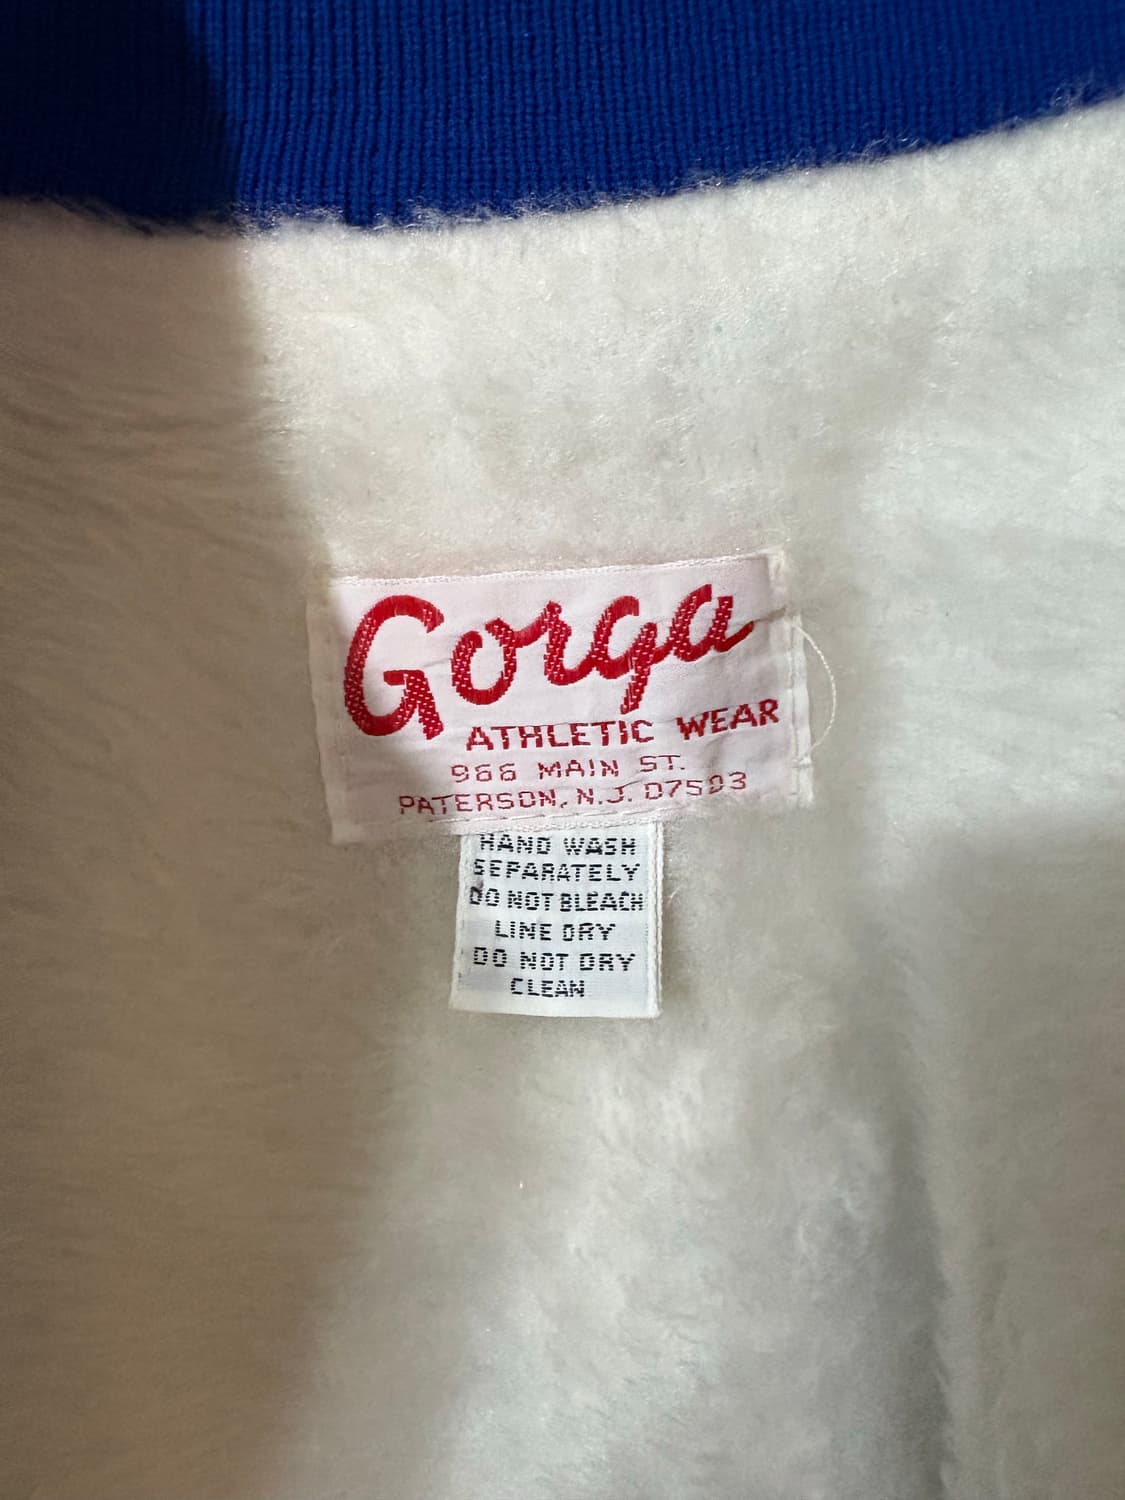 Gorga
ATHLETIC WEAR
966 MAIN ST.
PATERSON, N.J. 07503
HAND WASH
SEPARATELY
DO NOT BLEACH
LINE DRY
DO NOT DRY
CLEAN